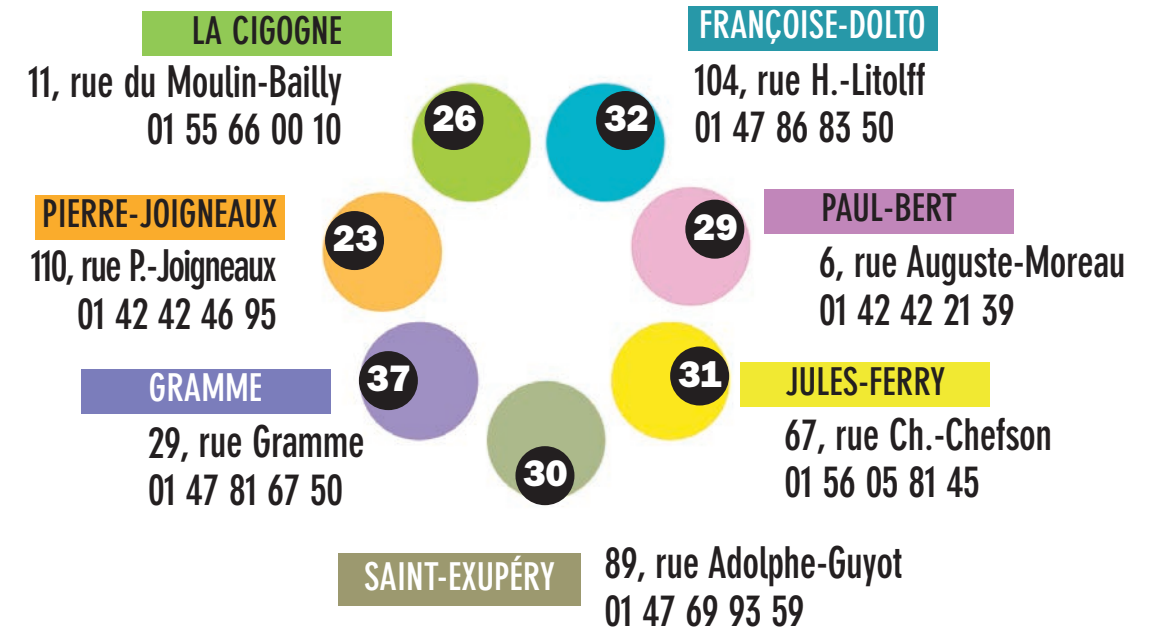 LA CIGOGNE
11, rue du Moulin-Bailly
01 55 66 00 10
26
FRANÇOISE-DOLTO
104, rue H.-Litolff
01 47 86 83 50
32
PIERRE-JOIGNEAUX
110, rue P.-Joigneaux
01 42 42 46 95
23
PAUL-BERT
6, rue Auguste-Moreau
01 42 42 21 39
29
GRAMME
29, rue Gramme
01 47 81 67 50
37
JULES-FERRY
67, rue Ch.-Chefson
01 56 05 81 45
31
30
SAINT-EXUPÉRY
89, rue Adolphe-Guyot
01 47 69 93 59